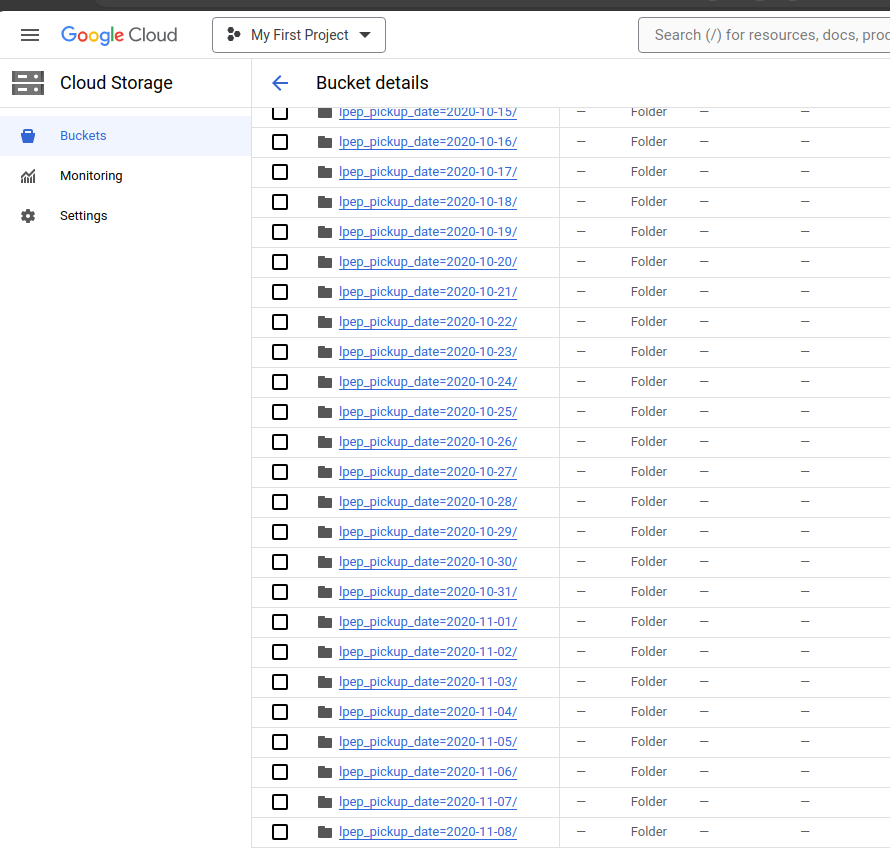 Google Cloud My First Project Search (/) for resources, docs, proc
Cloud Storage Bucket details
Buckets
Monitoring
Settings
lpep_pickup_date=2020-10-15/ — Folder — —
lpep_pickup_date=2020-10-16/ — Folder — —
lpep_pickup_date=2020-10-17/ — Folder — —
lpep_pickup_date=2020-10-18/ — Folder — —
lpep_pickup_date=2020-10-19/ — Folder — —
lpep_pickup_date=2020-10-20/ — Folder — —
lpep_pickup_date=2020-10-21/ — Folder — —
lpep_pickup_date=2020-10-22/ — Folder — —
lpep_pickup_date=2020-10-23/ — Folder — —
lpep_pickup_date=2020-10-24/ — Folder — —
lpep_pickup_date=2020-10-25/ — Folder — —
lpep_pickup_date=2020-10-26/ — Folder — —
lpep_pickup_date=2020-10-27/ — Folder — —
lpep_pickup_date=2020-10-28/ — Folder — —
lpep_pickup_date=2020-10-29/ — Folder — —
lpep_pickup_date=2020-10-30/ — Folder — —
lpep_pickup_date=2020-10-31/ — Folder — —
lpep_pickup_date=2020-11-01/ — Folder — —
lpep_pickup_date=2020-11-02/ — Folder — —
lpep_pickup_date=2020-11-03/ — Folder — —
lpep_pickup_date=2020-11-04/ — Folder — —
lpep_pickup_date=2020-11-05/ — Folder — —
lpep_pickup_date=2020-11-06/ — Folder — —
lpep_pickup_date=2020-11-07/ — Folder — —
lpep_pickup_date=2020-11-08/ — Folder — —